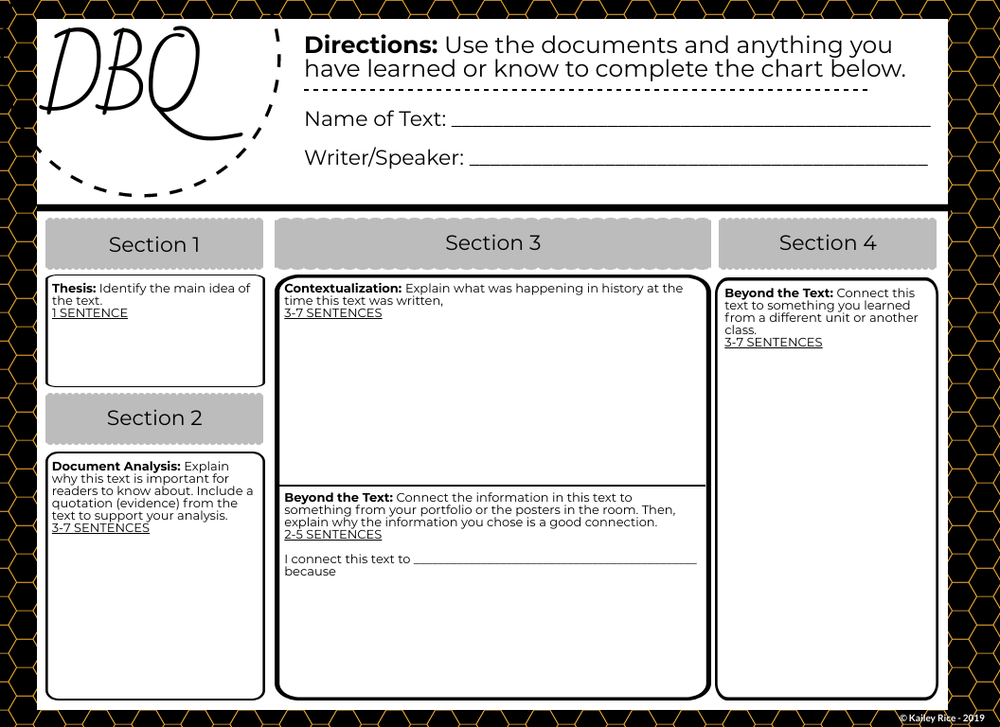 DBQ
Directions: Use the documents and anything you
have learned or know to complete the chart below.
Name of Text: ______________________________________________
Writer/Speaker: ____________________________________________
Section 1
Thesis: Identify the main idea of
the text.
1 SENTENCE
Section 2
Document Analysis: Explain
why this text is important for
readers to know about. Include a
quotation (evidence) from the
text to support your analysis.
3-7 SENTENCES
Section 3
Contextualization: Explain what was happening in history at the
time this text was written,
3-7 SENTENCES
Beyond the Text: Connect the information in this text to
something from your portfolio or the posters in the room. Then,
explain why the information you chose is a good connection.
2-5 SENTENCES
I connect this text to ___________________________________________
because
Section 4
Beyond the Text: Connect this
text to something you learned
from a different unit or another
class.
3-7 SENTENCES
© Kailey Rice - 2019